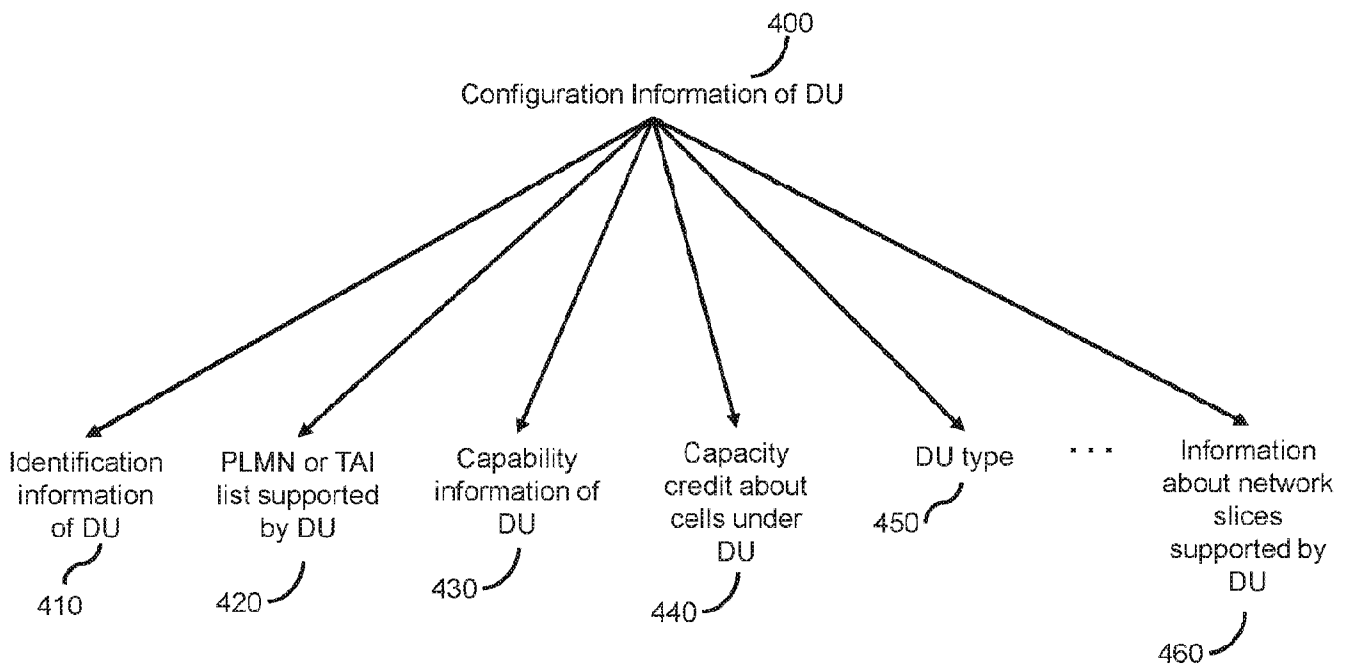 400
Configuration Information of DU
Identification
information
of DU
410
PLMN or TAI
list supported
by DU
420
Capability
information of
DU
430
Capacity
credit about
cells under
DU
440
DU type
450
. . .
Information
about network
slices
supported by
DU
460